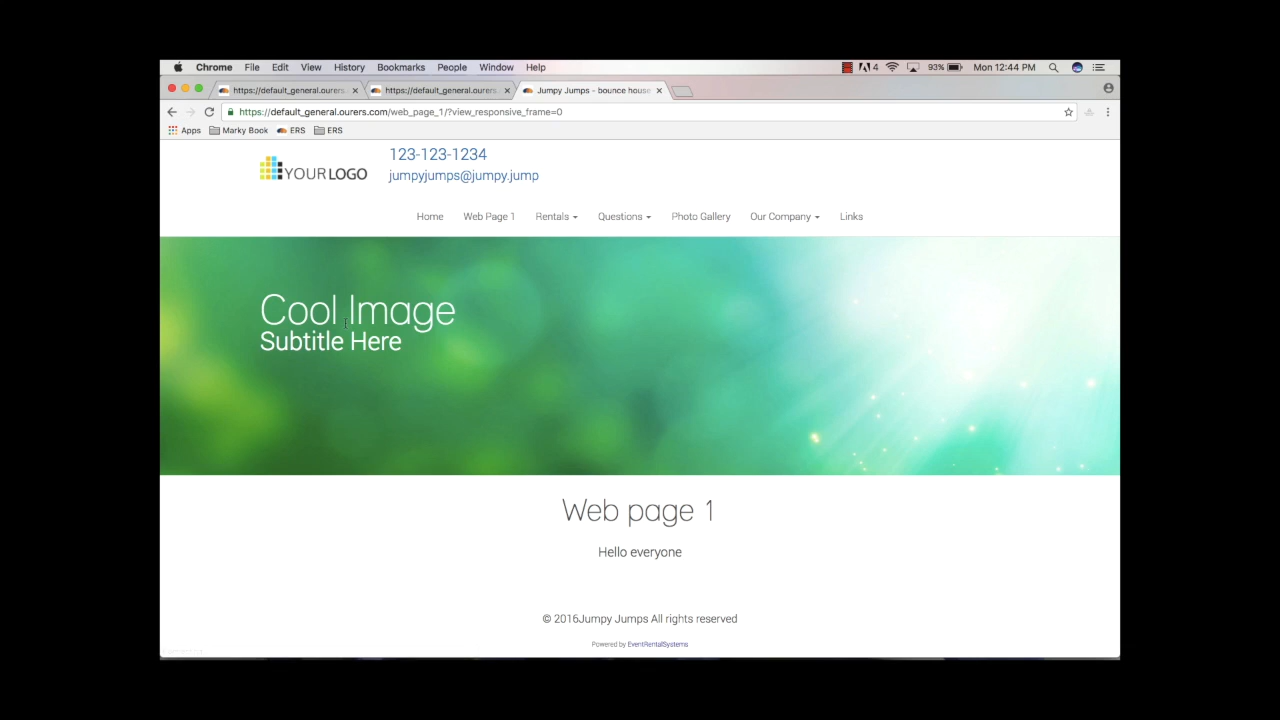 Chrome File Edit View History Bookmarks People Window Help 4 93% Mon 12:44 PM
https://default_general.ourers. https://default_general.ourers. Jumpy Jumps - bounce house
https://default_general.ourers.com/web_page_1/?view_responsive_frame=0
Apps Marky Book ERS ERS
123-123-1234
YOUR LOGO
jumpyjumps@jumpy.jump
Home Web Page 1 Rentals Questions Photo Gallery Our Company Links
Cool Image
Subtitle Here
Web page 1
Hello everyone
© 2016Jumpy Jumps All rights reserved
Powered by EventRentalSystems